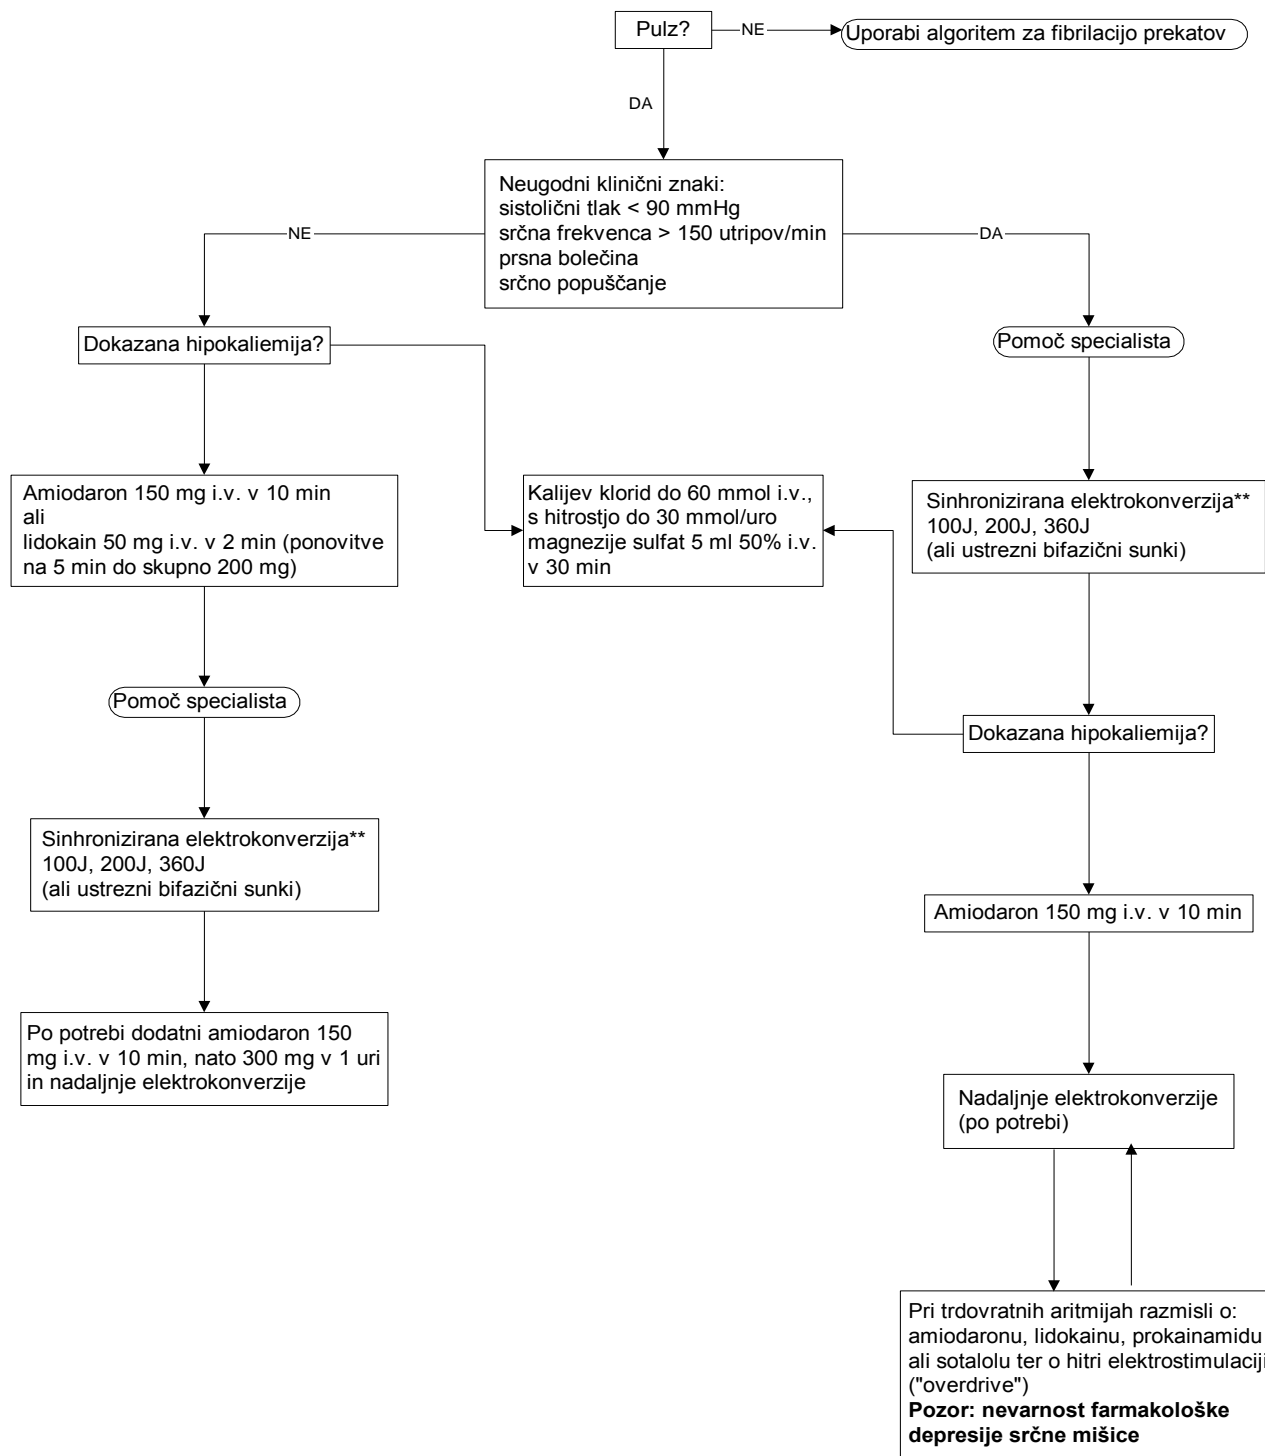 Pulz?
NE
Uporabi algoritem za fibrilacijo prekatov
DA
Neugodni klinični znaki:
sistolični tlak < 90 mmHg
srčna frekvenca > 150 utripov/min
prsna bolečina
srčno popuščanje
NE
DA
Dokazana hipokaliemija?
Pomoč specialista
Amiodaron 150 mg i.v. v 10 min
ali
lidokain 50 mg i.v. v 2 min (ponovitve
na 5 min do skupno 200 mg)
Kalijev klorid do 60 mmol i.v.,
s hitrostjo do 30 mmol/uro
magnezije sulfat 5 ml 50% i.v.
v 30 min
Sinhronizirana elektrokonverzija**
100J, 200J, 360J
(ali ustrezni bifazični sunki)
Pomoč specialista
Dokazana hipokaliemija?
Sinhronizirana elektrokonverzija**
100J, 200J, 360J
(ali ustrezni bifazični sunki)
Amiodaron 150 mg i.v. v 10 min
Po potrebi dodatni amiodaron 150
mg i.v. v 10 min, nato 300 mg v 1 uri
in nadaljnje elektrokonverzije
Nadaljnje elektrokonverzije
(po potrebi)
Pri trdovratnih aritmijah razmisli o:
amiodaronu, lidokainu, prokainamidu
ali sotalolu ter o hitri elektrostimulaciji
("overdrive")
Pozor: nevarnost farmakološke
depresije srčne mišice